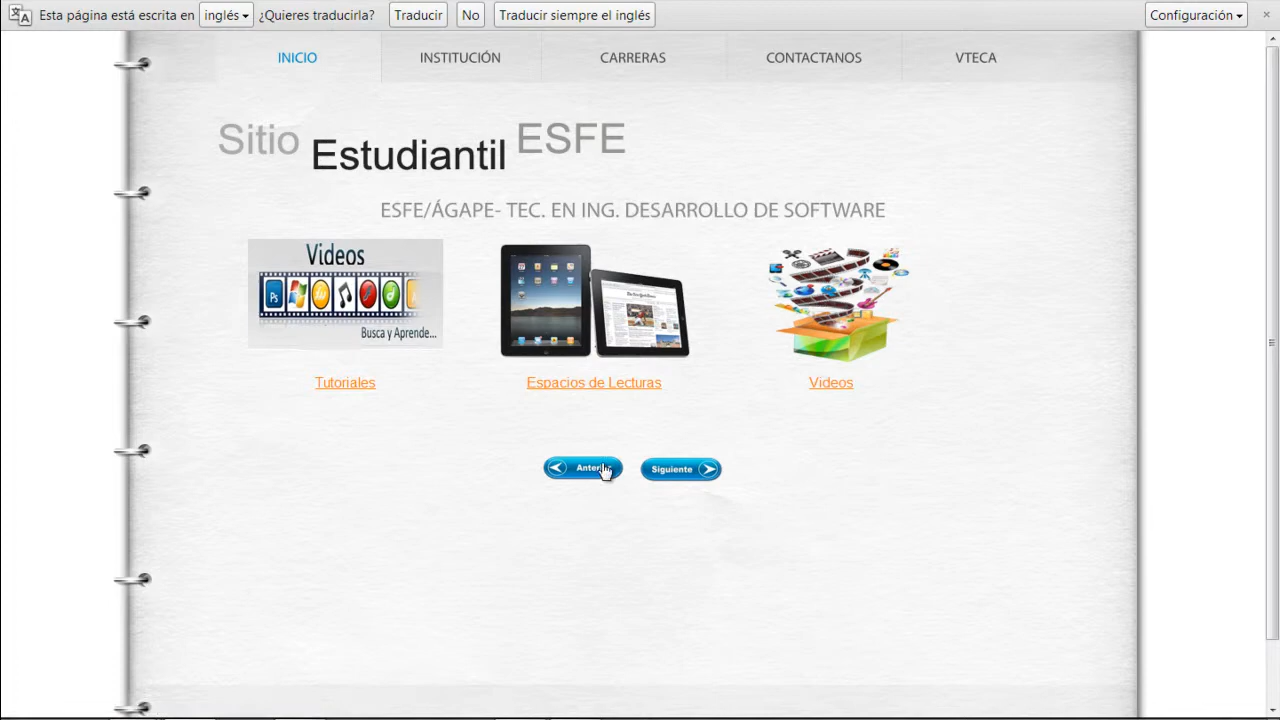 Esta página está escrita en inglés ¿Quieres traducirla? Traducir No Traducir siempre el inglés Configuración
INICIO INSTITUCIÓN CARRERAS CONTACTANOS VTECA
Sitio Estudiantil ESFE
ESFE/ÁGAPE- TEC. EN ING. DESARROLLO DE SOFTWARE
Videos
Ps
Busca y Aprende...
Tutoriales Espacios de Lecturas Videos
Siguiente